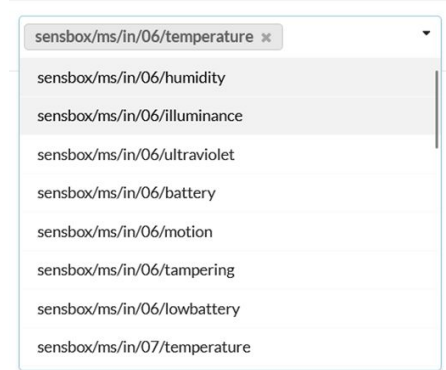 sensbox/ms/in/06/temperature ×
sensbox/ms/in/06/humidity
sensbox/ms/in/06/illuminance
sensbox/ms/in/06/ultraviolet
sensbox/ms/in/06/battery
sensbox/ms/in/06/motion
sensbox/ms/in/06/tampering
sensbox/ms/in/06/lowbattery
sensbox/ms/in/07/temperature